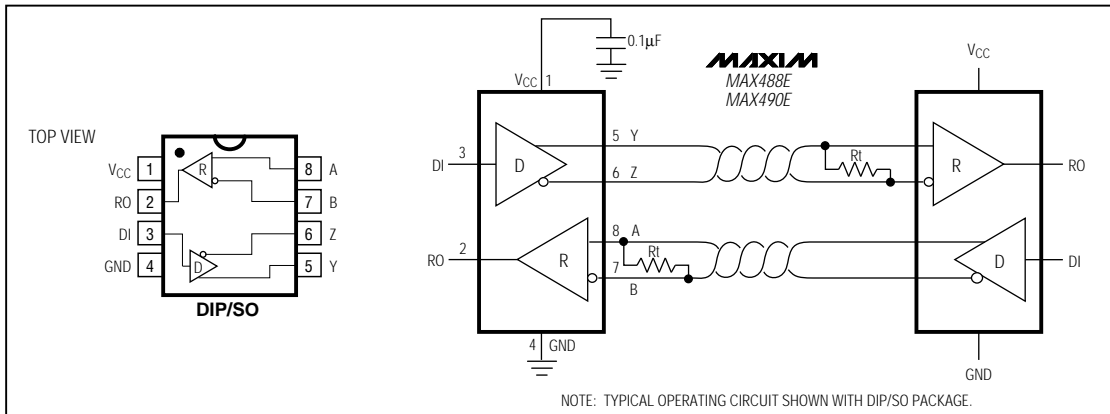 TOP VIEW
VCC 1
RO 2
DI 3
GND 4
8 A
7 B
6 Z
5 Y
R
D
DIP/SO
0.1μF
VCC 1
MAXIM
MAX488E
MAX490E
VCC
DI 3
D
5 Y
6 Z
Rt
R
RO
RO 2
R
8 A
7
B
Rt
D
DI
4 GND
GND
NOTE: TYPICAL OPERATING CIRCUIT SHOWN WITH DIP/SO PACKAGE.